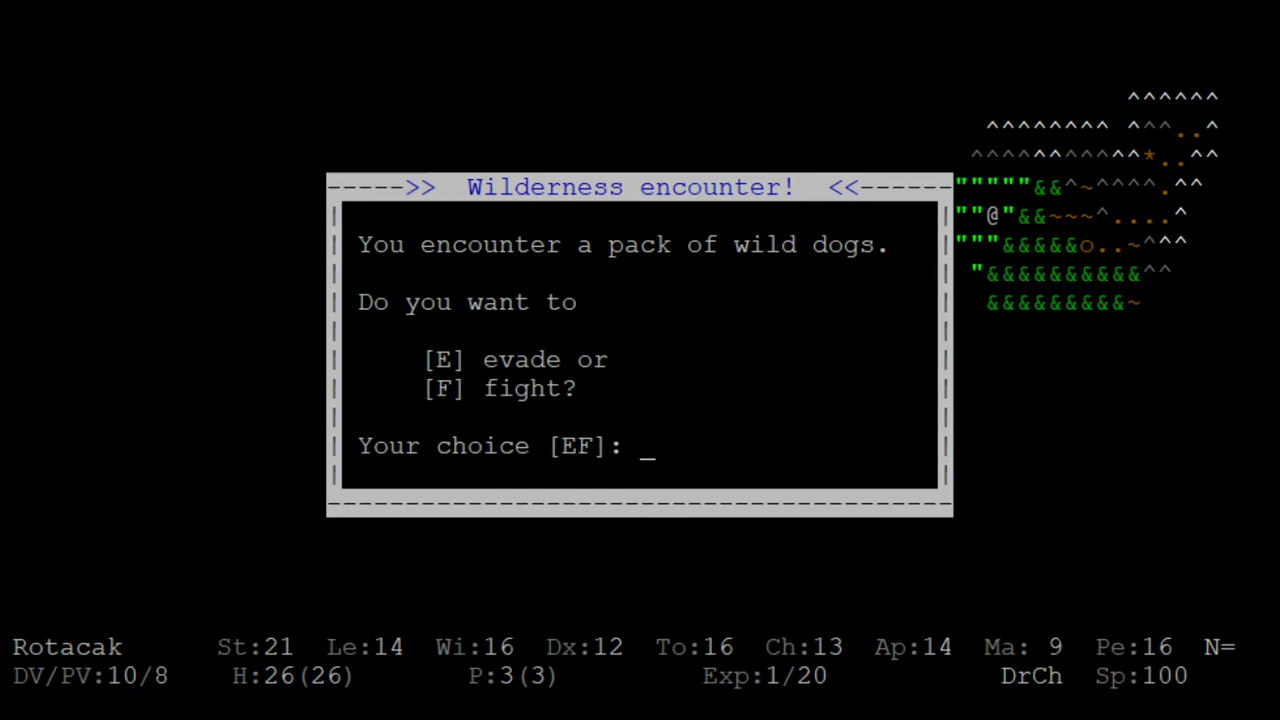 ^^^^^^
^^^^^^^^ ^^^..^
^^^^^^^^^^^*..^^
----->> Wilderness encounter! <<------"""""&&^~^^^^.^^
""@"&&~~~^....^
You encounter a pack of wild dogs.
"""&&&&&o..~^^^
"&&&&&&&&&&^^
Do you want to
&&&&&&&&&~
[E] evade or
[F] fight?
Your choice [EF]: _
Rotacak St:21 Le:14 Wi:16 Dx:12 To:16 Ch:13 Ap:14 Ma: 9 Pe:16 N=
DV/PV:10/8 H:26(26) P:3(3) Exp:1/20 DrCh Sp:100